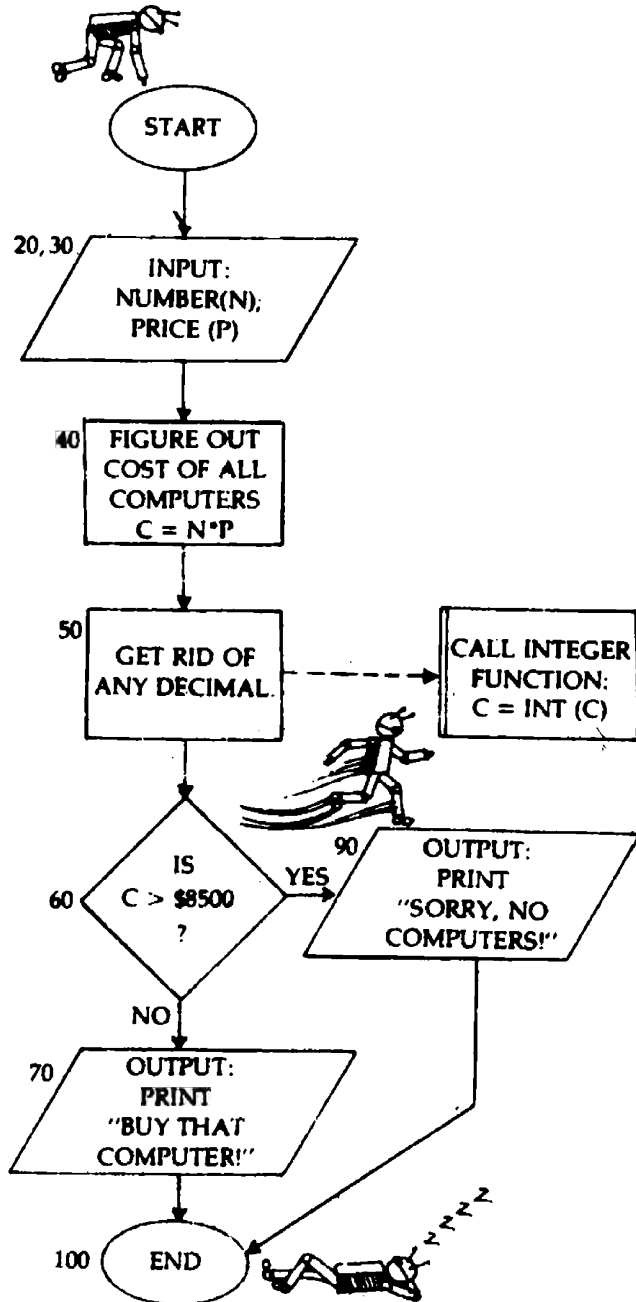 START
20, 30
INPUT:
NUMBER(N);
PRICE (P)
40
FIGURE OUT
COST OF ALL
COMPUTERS
C = N*P
50
GET RID OF
ANY DECIMAL.
CALL INTEGER
FUNCTION:
C = INT (C)
60
IS
C > $8500
?
YES
90
OUTPUT:
PRINT
"SORRY, NO
COMPUTERS!"
NO
70
OUTPUT:
PRINT
"BUY THAT
COMPUTER!"
100
END
Z Z Z Z Z